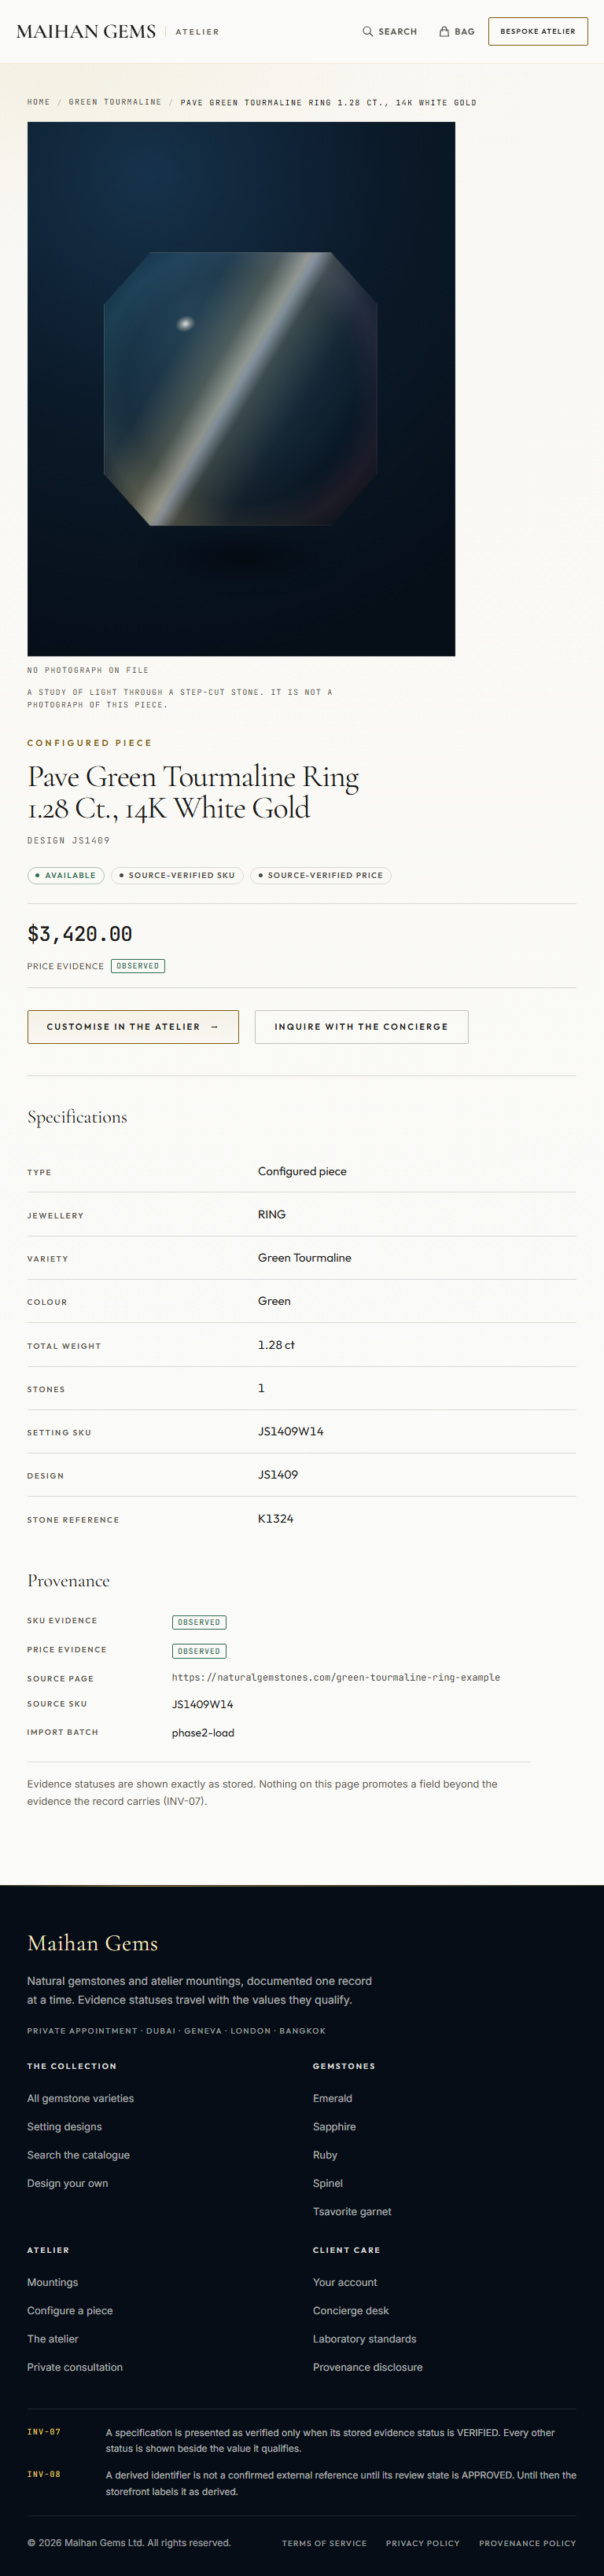 MAIHAN GEMS ATELIER SEARCH BAG BESPOKE ATELIER
HOME / GREEN TOURMALINE / PAVE GREEN TOURMALINE RING 1.28 CT., 14K WHITE GOLD
NO PHOTOGRAPH ON FILE
A STUDY OF LIGHT THROUGH A STEP-CUT STONE. IT IS NOT A
PHOTOGRAPH OF THIS PIECE.
CONFIGURED PIECE
Pave Green Tourmaline Ring
1.28 Ct., 14K White Gold
DESIGN JS1409
AVAILABLE SOURCE-VERIFIED SKU SOURCE-VERIFIED PRICE
$3,420.00
PRICE EVIDENCE OBSERVED
CUSTOMISE IN THE ATELIER → INQUIRE WITH THE CONCIERGE
Specifications
TYPE Configured piece
JEWELLERY RING
VARIETY Green Tourmaline
COLOUR Green
TOTAL WEIGHT 1.28 ct
STONES 1
SETTING SKU JS1409W14
DESIGN JS1409
STONE REFERENCE K1324
Provenance
SKU EVIDENCE OBSERVED
PRICE EVIDENCE OBSERVED
SOURCE PAGE https://naturalgemstones.com/green-tourmaline-ring-example
SOURCE SKU JS1409W14
IMPORT BATCH phase2-load
Evidence statuses are shown exactly as stored. Nothing on this page promotes a field beyond the
evidence the record carries (INV-07).
Maihan Gems
Natural gemstones and atelier mountings, documented one record
at a time. Evidence statuses travel with the values they qualify.
PRIVATE APPOINTMENT · DUBAI · GENEVA · LONDON · BANGKOK
THE COLLECTION
All gemstone varieties
Setting designs
Search the catalogue
Design your own
GEMSTONES
Emerald
Sapphire
Ruby
Spinel
Tsavorite garnet
ATELIER
Mountings
Configure a piece
The atelier
Private consultation
CLIENT CARE
Your account
Concierge desk
Laboratory standards
Provenance disclosure
INV-07 A specification is presented as verified only when its stored evidence status is VERIFIED. Every other
status is shown beside the value it qualifies.
INV-08 A derived identifier is not a confirmed external reference until its review state is APPROVED. Until then the
storefront labels it as derived.
© 2026 Maihan Gems Ltd. All rights reserved. TERMS OF SERVICE PRIVACY POLICY PROVENANCE POLICY